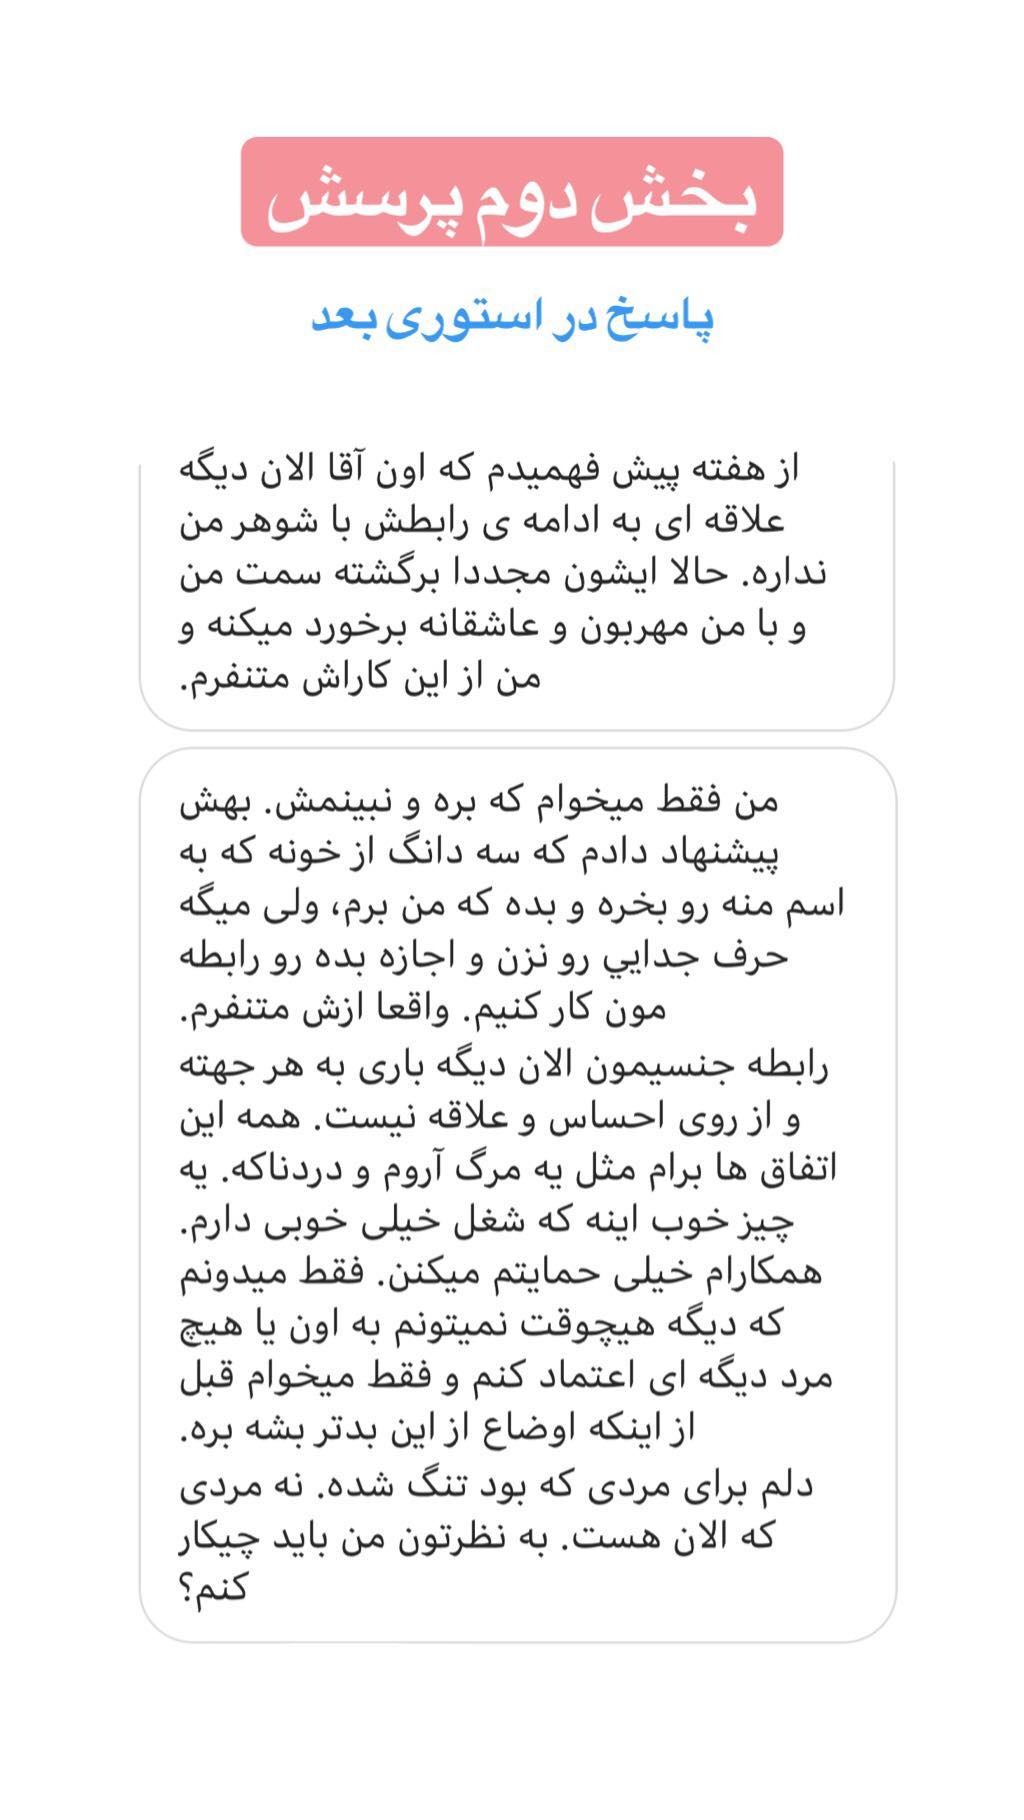 بخش دوم پرسش
پاسخ در استوری بعد
از هفته پیش فهمیدم که اون آقا الان دیگه
علاقه ای به ادامه ی رابطش با شوهر من
نداره. حالا ایشون مجددا برگشته سمت من
و با من مهربون و عاشقانه برخورد میکنه و
من از این کاراش متنفرم.
من فقط میخوام که بره و نبینمش. بهش
پیشنهاد دادم که سه دانگ از خونه که به
اسم منه رو بخره و بده که من برم، ولی میگه
حرف جدايي رو نزن و اجازه بده رو رابطه
مون کار کنیم. واقعا ازش متنفرم.
رابطه جنسیمون الان دیگه باری به هر جهته
و از روی احساس و علاقه نیست. همه این
اتفاق ها برام مثل یه مرگ آروم و دردناکه. یه
چیز خوب اینه که شغل خیلی خوبی دارم.
همکارام خیلی حمایتم میکنن. فقط میدونم
که دیگه هیچوقت نمیتونم به اون یا هیچ
مرد دیگه ای اعتماد کنم و فقط میخوام قبل
از اینکه اوضاع از این بدتر بشه بره.
دلم برای مردی که بود تنگ شده. نه مردی
که الان هست. به نظرتون من باید چیکار
کنم؟